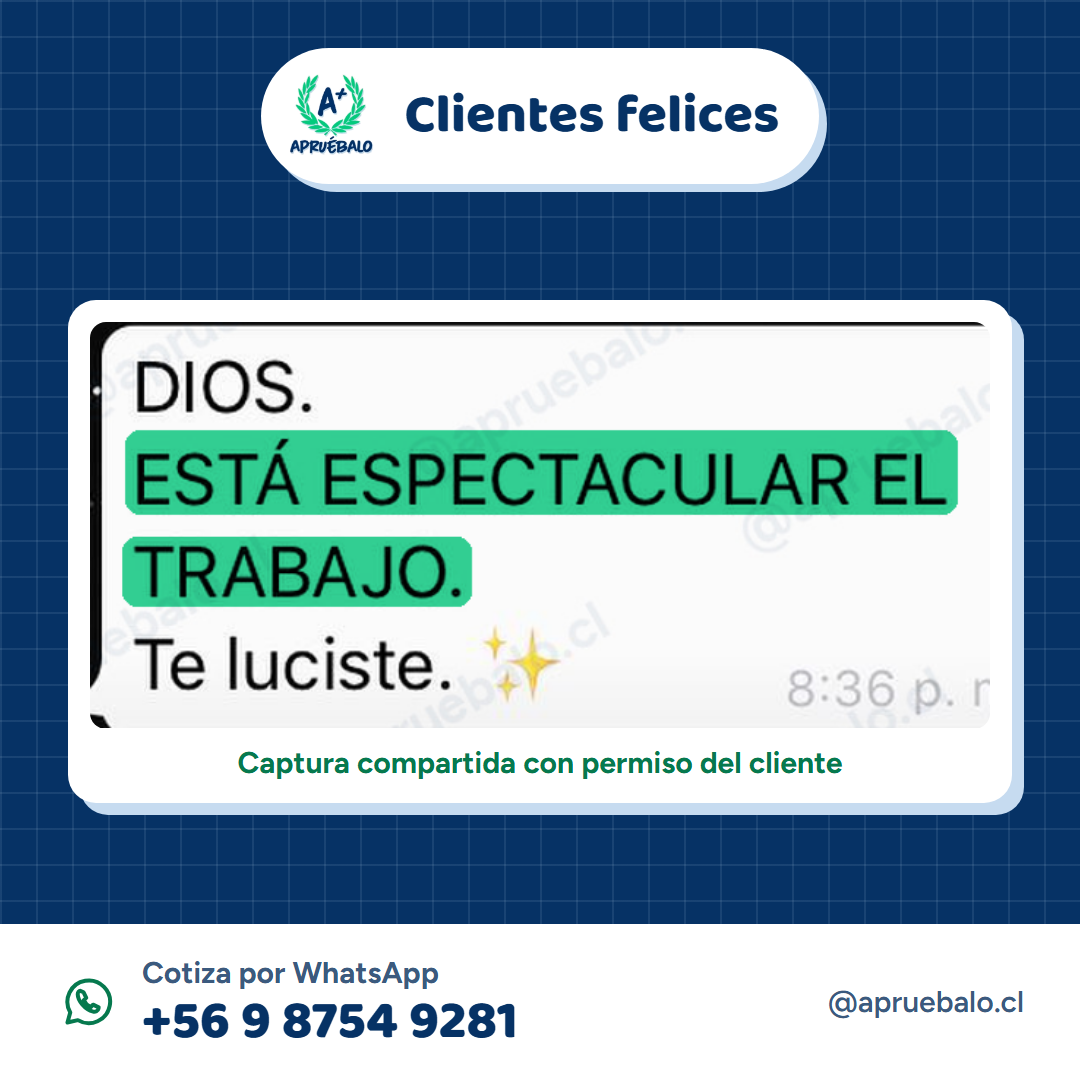 A+
APRUÉBALO
Clientes felices
DIOS.
ESTÁ ESPECTACULAR EL
TRABAJO.
Te luciste. ✨
8:36 p.
Captura compartida con permiso del cliente
Cotiza por WhatsApp
+56 9 8754 9281
@apruebalo.cl